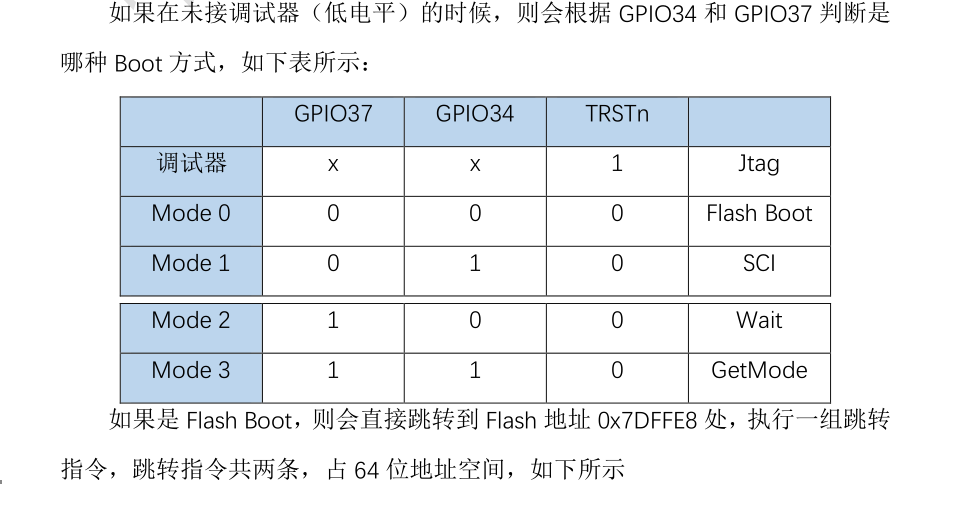 如果在未接调试器（低电平）的时候，则会根据 GPIO34 和 GPIO37 判断是
哪种 Boot 方式，如下表所示：
GPIO37 GPIO34 TRSTn
调试器 x x 1 Jtag
Mode 0 0 0 0 Flash Boot
Mode 1 0 1 0 SCI
Mode 2 1 0 0 Wait
Mode 3 1 1 0 GetMode
如果是 Flash Boot，则会直接跳转到 Flash 地址 0x7DFFE8 处，执行一组跳转
指令，跳转指令共两条，占 64 位地址空间，如下所示